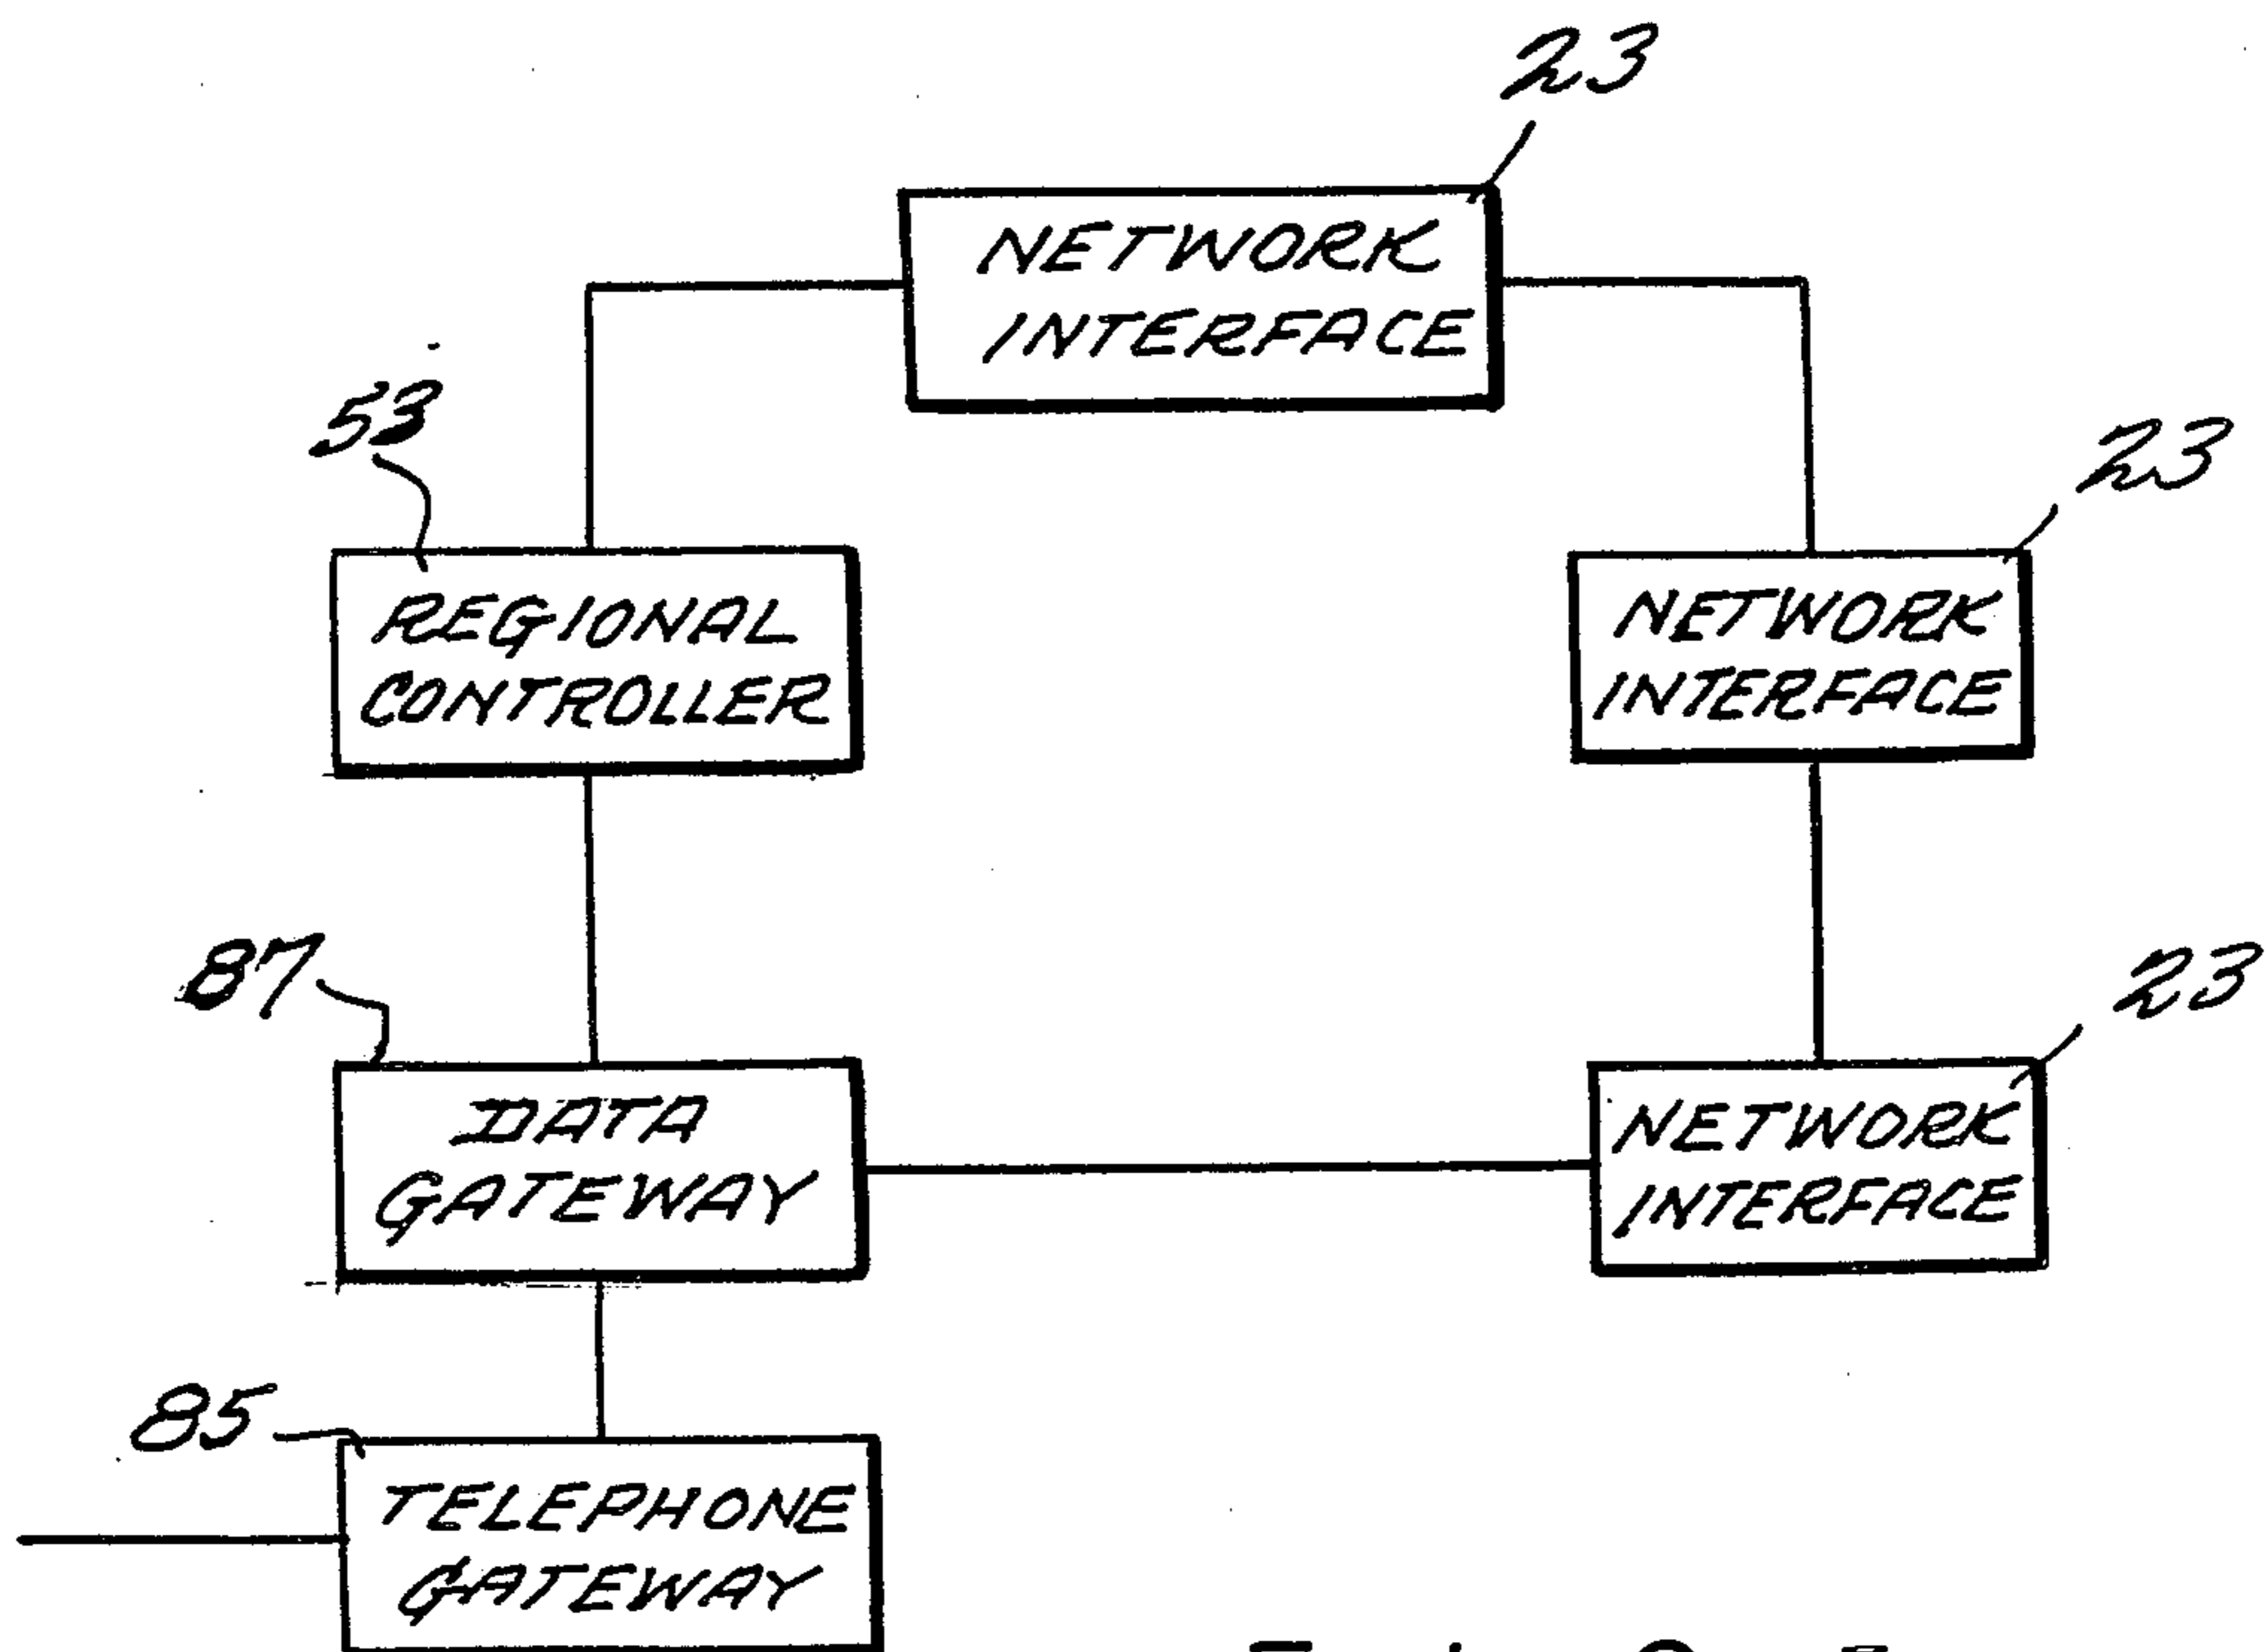 23
NETWORK
INTERFACE
53
23
REGIONAL
CONTROLLER
NETWORK
INTERFACE
87
23
DATA
GATEWAY
NETWORK
INTERFACE
85
TELEPHONE
GATEWAY